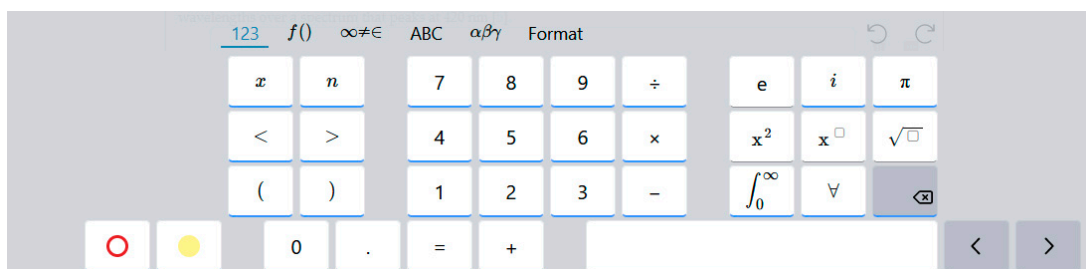 123 f() ∞≠∈ ABC αβγ Format
x n 7 8 9 ÷ e i π
< > 4 5 6 × x² x□ √□
( ) 1 2 3 − ∫₀^∞ ∀
0 . = + < >